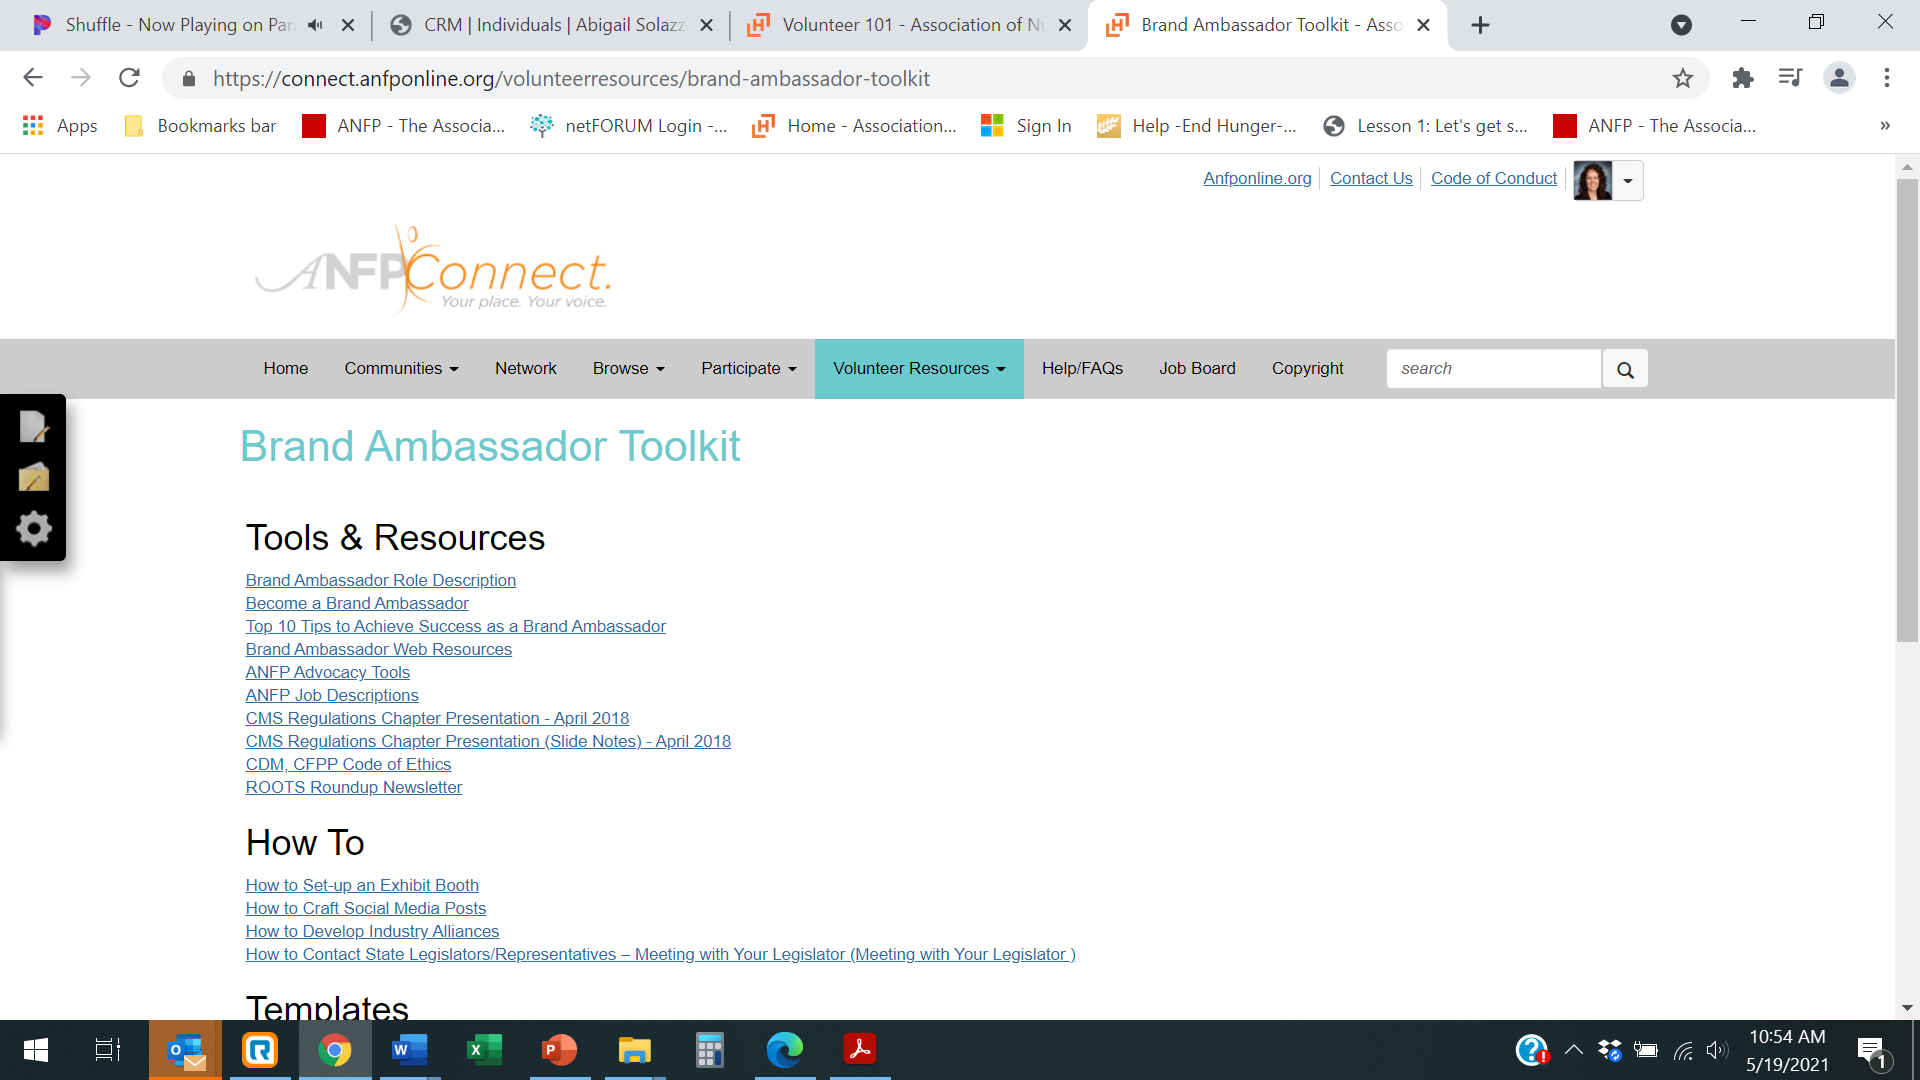 Shuffle - Now Playing on Pan
CRM | Individuals | Abigail Solazz
Volunteer 101 - Association of Nu
Brand Ambassador Toolkit - Asso
https://connect.anfponline.org/volunteerresources/brand-ambassador-toolkit
Apps
Bookmarks bar
ANFP - The Associa...
netFORUM Login -...
Home - Association...
Sign In
Help -End Hunger-...
Lesson 1: Let's get s...
ANFP - The Associa...
»
Anfponline.org
Contact Us
Code of Conduct
ANFPConnect.
Your place. Your voice.
Home
Communities
Network
Browse
Participate
Volunteer Resources
Help/FAQs
Job Board
Copyright
search
Brand Ambassador Toolkit
Tools & Resources
Brand Ambassador Role Description
Become a Brand Ambassador
Top 10 Tips to Achieve Success as a Brand Ambassador
Brand Ambassador Web Resources
ANFP Advocacy Tools
ANFP Job Descriptions
CMS Regulations Chapter Presentation - April 2018
CMS Regulations Chapter Presentation (Slide Notes) - April 2018
CDM, CFPP Code of Ethics
ROOTS Roundup Newsletter
How To
How to Set-up an Exhibit Booth
How to Craft Social Media Posts
How to Develop Industry Alliances
How to Contact State Legislators/Representatives – Meeting with Your Legislator (Meeting with Your Legislator )
Templates
10:54 AM
5/19/2021
1